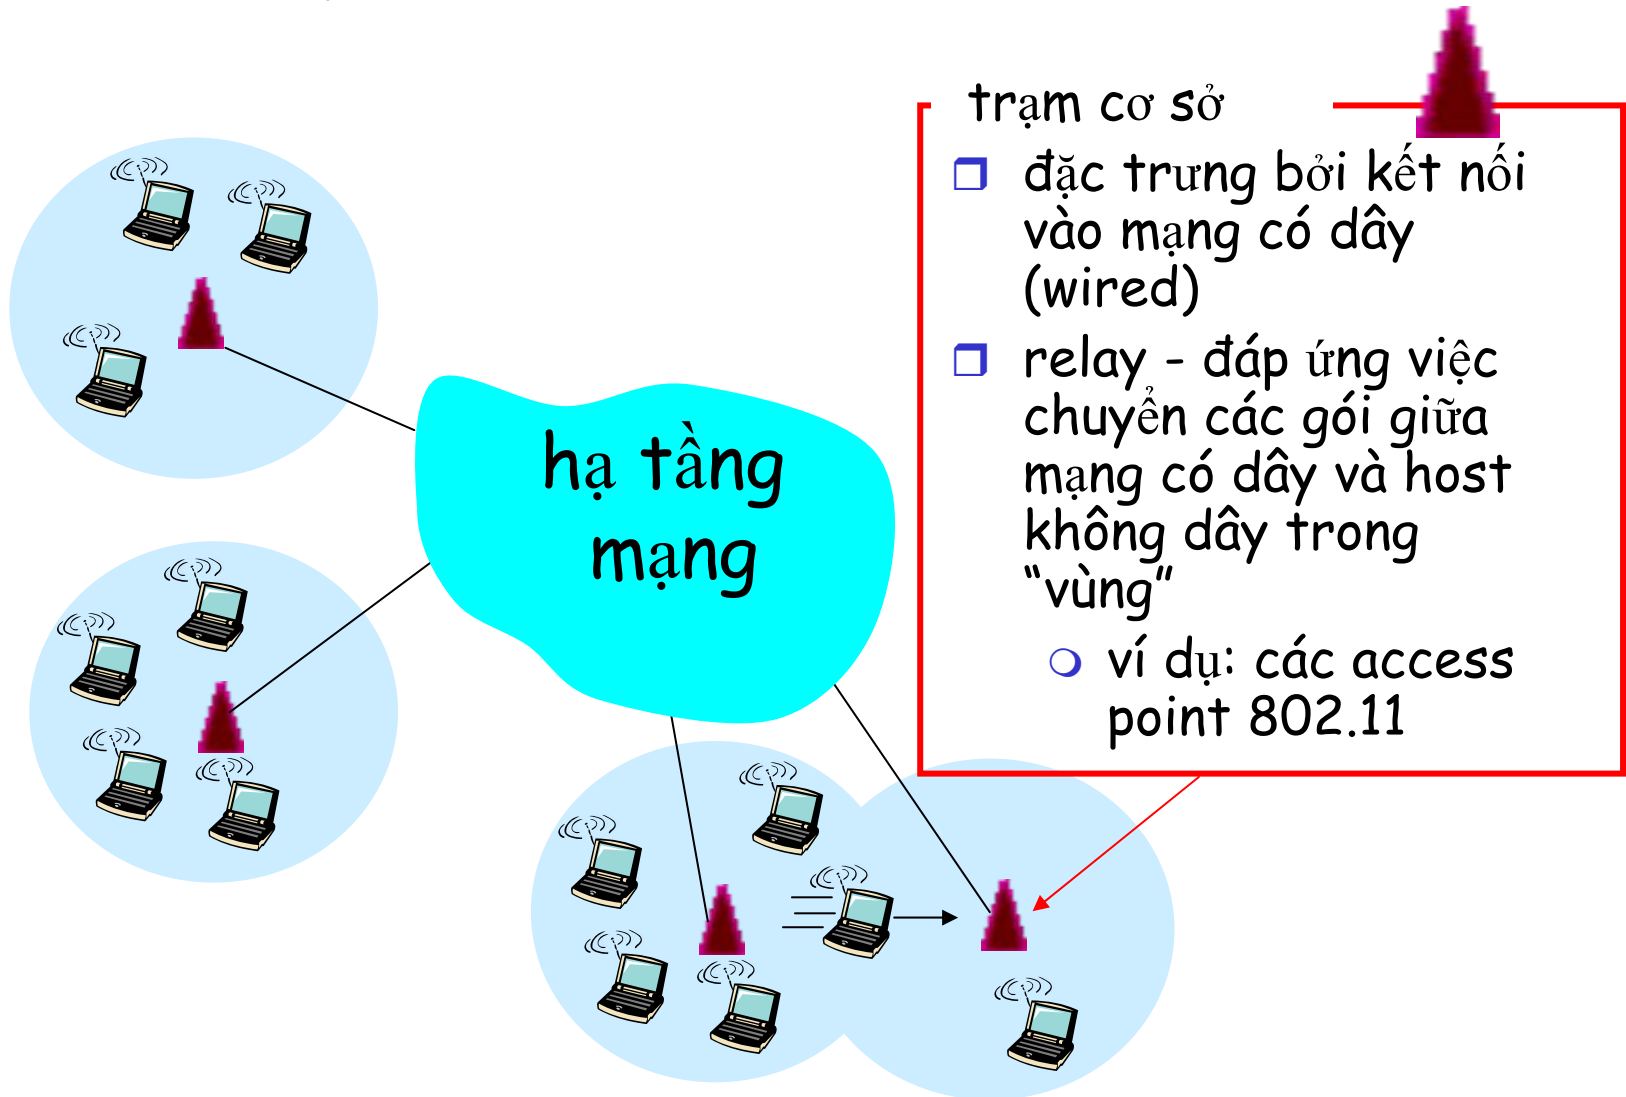 trạm cơ sở
đặc trưng bởi kết nối
vào mạng có dây
(wired)
relay - đáp ứng việc
chuyển các gói giữa
mạng có dây và host
không dây trong
“vùng”
ví dụ: các access
point 802.11
hạ tầng
mạng